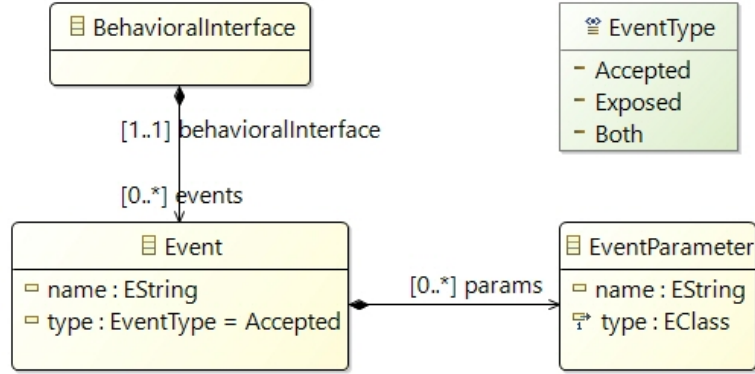 BehavioralInterface
EventType
- Accepted
- Exposed
- Both
[1..1] behavioralInterface
[0..*] events
Event
name : EString
type : EventType = Accepted
[0..*] params
EventParameter
name : EString
type : EClass